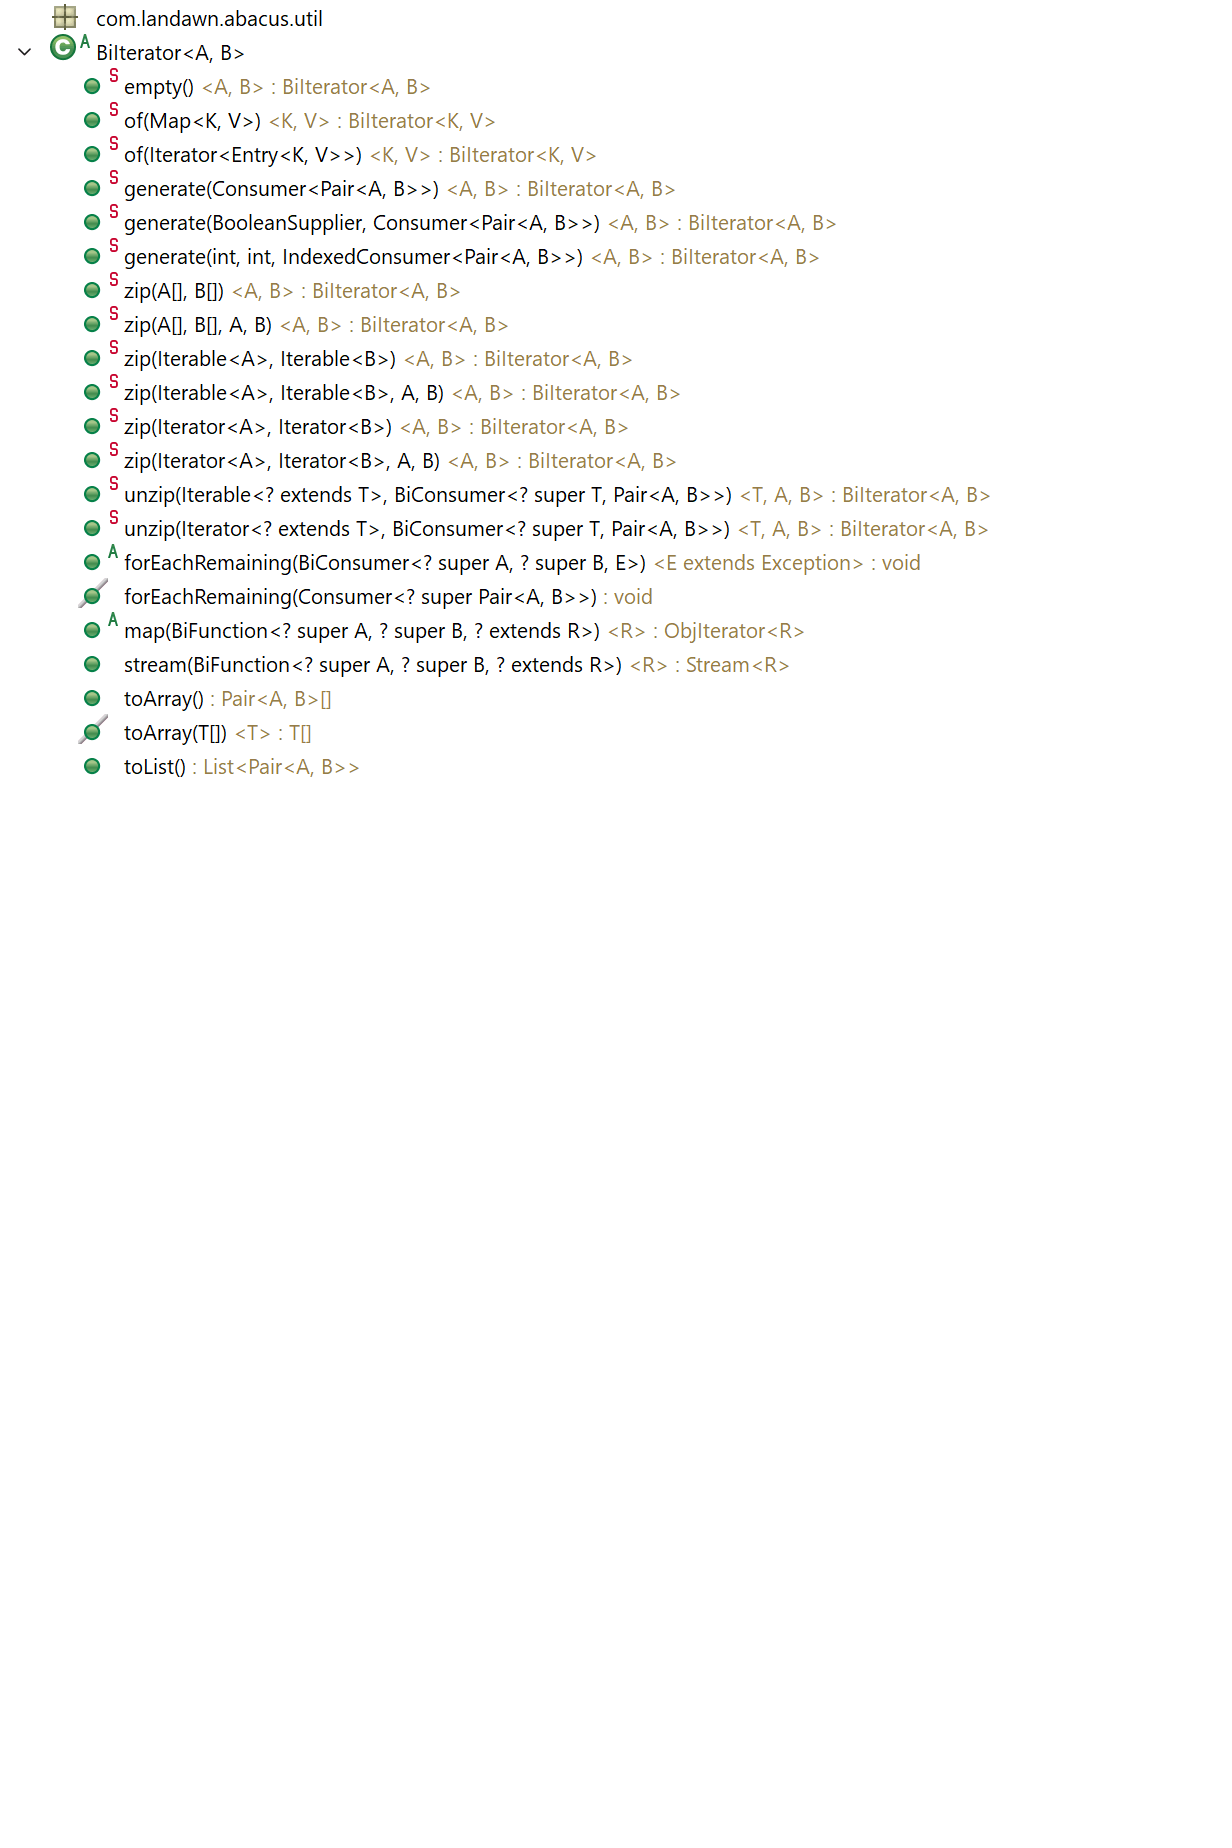 com.landawn.abacus.util
C A BiIterator<A, B>
S empty() <A, B> : BiIterator<A, B>
S of(Map<K, V>) <K, V> : BiIterator<K, V>
S of(Iterator<Entry<K, V>>) <K, V> : BiIterator<K, V>
S generate(Consumer<Pair<A, B>>) <A, B> : BiIterator<A, B>
S generate(BooleanSupplier, Consumer<Pair<A, B>>) <A, B> : BiIterator<A, B>
S generate(int, int, IndexedConsumer<Pair<A, B>>) <A, B> : BiIterator<A, B>
S zip(A[], B[]) <A, B> : BiIterator<A, B>
S zip(A[], B[], A, B) <A, B> : BiIterator<A, B>
S zip(Iterable<A>, Iterable<B>) <A, B> : BiIterator<A, B>
S zip(Iterable<A>, Iterable<B>, A, B) <A, B> : BiIterator<A, B>
S zip(Iterator<A>, Iterator<B>) <A, B> : BiIterator<A, B>
S zip(Iterator<A>, Iterator<B>, A, B) <A, B> : BiIterator<A, B>
S unzip(Iterable<? extends T>, BiConsumer<? super T, Pair<A, B>>) <T, A, B> : BiIterator<A, B>
S unzip(Iterator<? extends T>, BiConsumer<? super T, Pair<A, B>>) <T, A, B> : BiIterator<A, B>
A forEachRemaining(BiConsumer<? super A, ? super B, E>) <E extends Exception> : void
forEachRemaining(Consumer<? super Pair<A, B>>) : void
A map(BiFunction<? super A, ? super B, ? extends R>) <R> : ObjIterator<R>
stream(BiFunction<? super A, ? super B, ? extends R>) <R> : Stream<R>
toArray() : Pair<A, B>[]
toArray(T[]) <T> : T[]
toList() : List<Pair<A, B>>